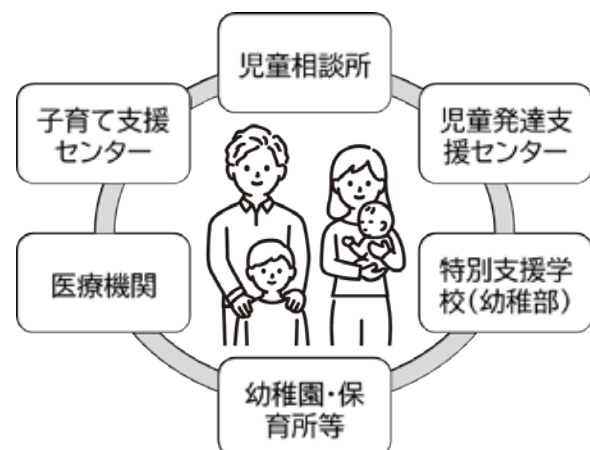 児童相談所
児童発達支
援センター
特別支援学
校(幼稚部)
幼稚園・保
育所等
医療機関
子育て支援
センター